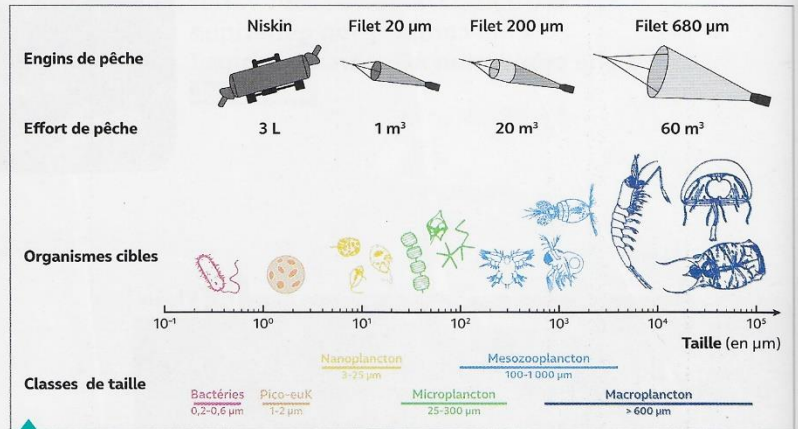 Niskin Filet 20 µm Filet 200 µm Filet 680 µm
Engins de pêche
Effort de pêche 3 L 1 m³ 20 m³ 60 m³
Organismes cibles
10⁻¹ 10⁰ 10¹ 10² 10³ 10⁴ 10⁵
Taille (en µm)
Nanoplancton Mesozooplancton
3-25 µm 100-1 000 µm
Classes de taille
Bactéries Pico-euK Microplancton Macroplancton
0,2-0,6 µm 1-2 µm 25-300 µm > 600 µm